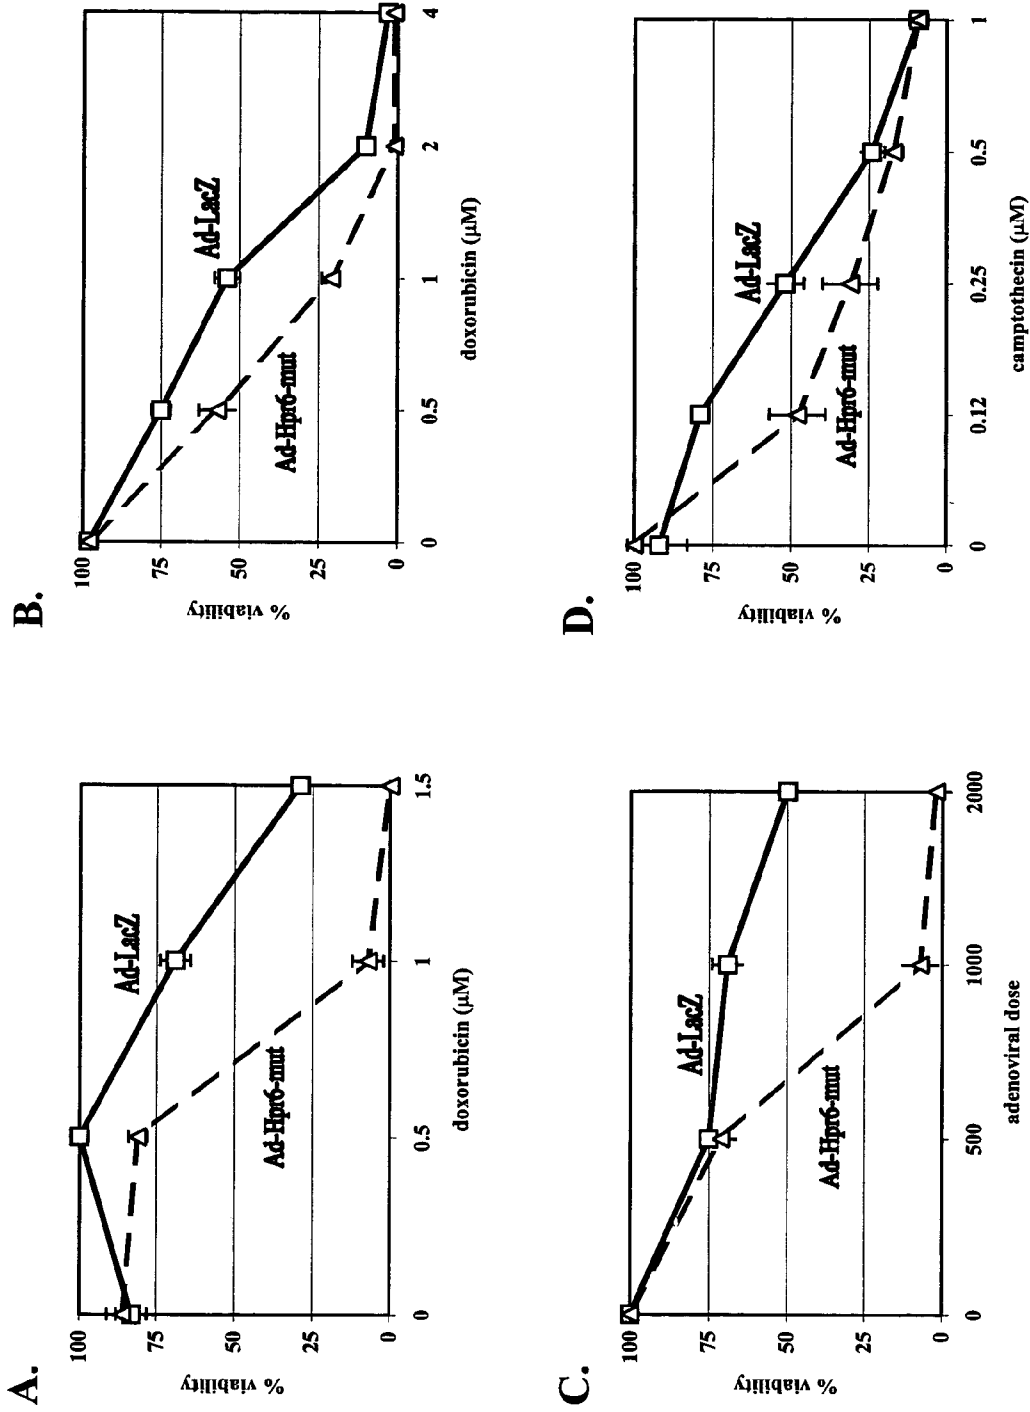 A.
100
75
50
25
0
% viability
Ad-LacZ
Ad-Hpr6-mut
0
0.5
1
1.5
doxorubicin (μM)
B.
100
75
50
25
0
% viability
Ad-LacZ
Ad-Hpr6-mut
0
0.5
1
2
4
doxorubicin (μM)
C.
100
75
50
25
0
% viability
Ad-LacZ
Ad-Hpr6-mut
0
500
1000
2000
adenoviral dose
D.
100
75
50
25
0
% viability
Ad-LacZ
Ad-Hpr6-mut
0
0.12
0.25
0.5
1
camptothecin (μM)